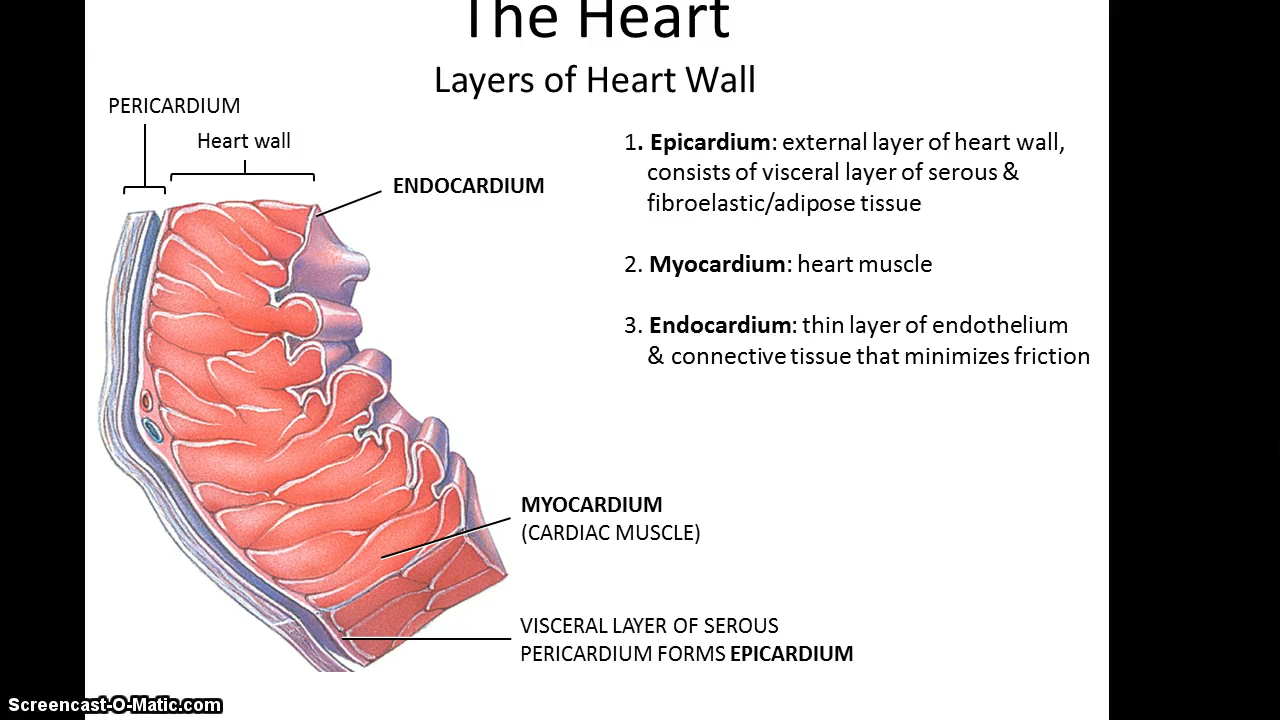 The Heart
Layers of Heart Wall
PERICARDIUM
Heart wall
ENDOCARDIUM
1. Epicardium: external layer of heart wall,
consists of visceral layer of serous &
fibroelastic/adipose tissue
2. Myocardium: heart muscle
3. Endocardium: thin layer of endothelium
& connective tissue that minimizes friction
MYOCARDIUM
(CARDIAC MUSCLE)
VISCERAL LAYER OF SEROUS
PERICARDIUM FORMS EPICARDIUM
Screencast-O-Matic.com